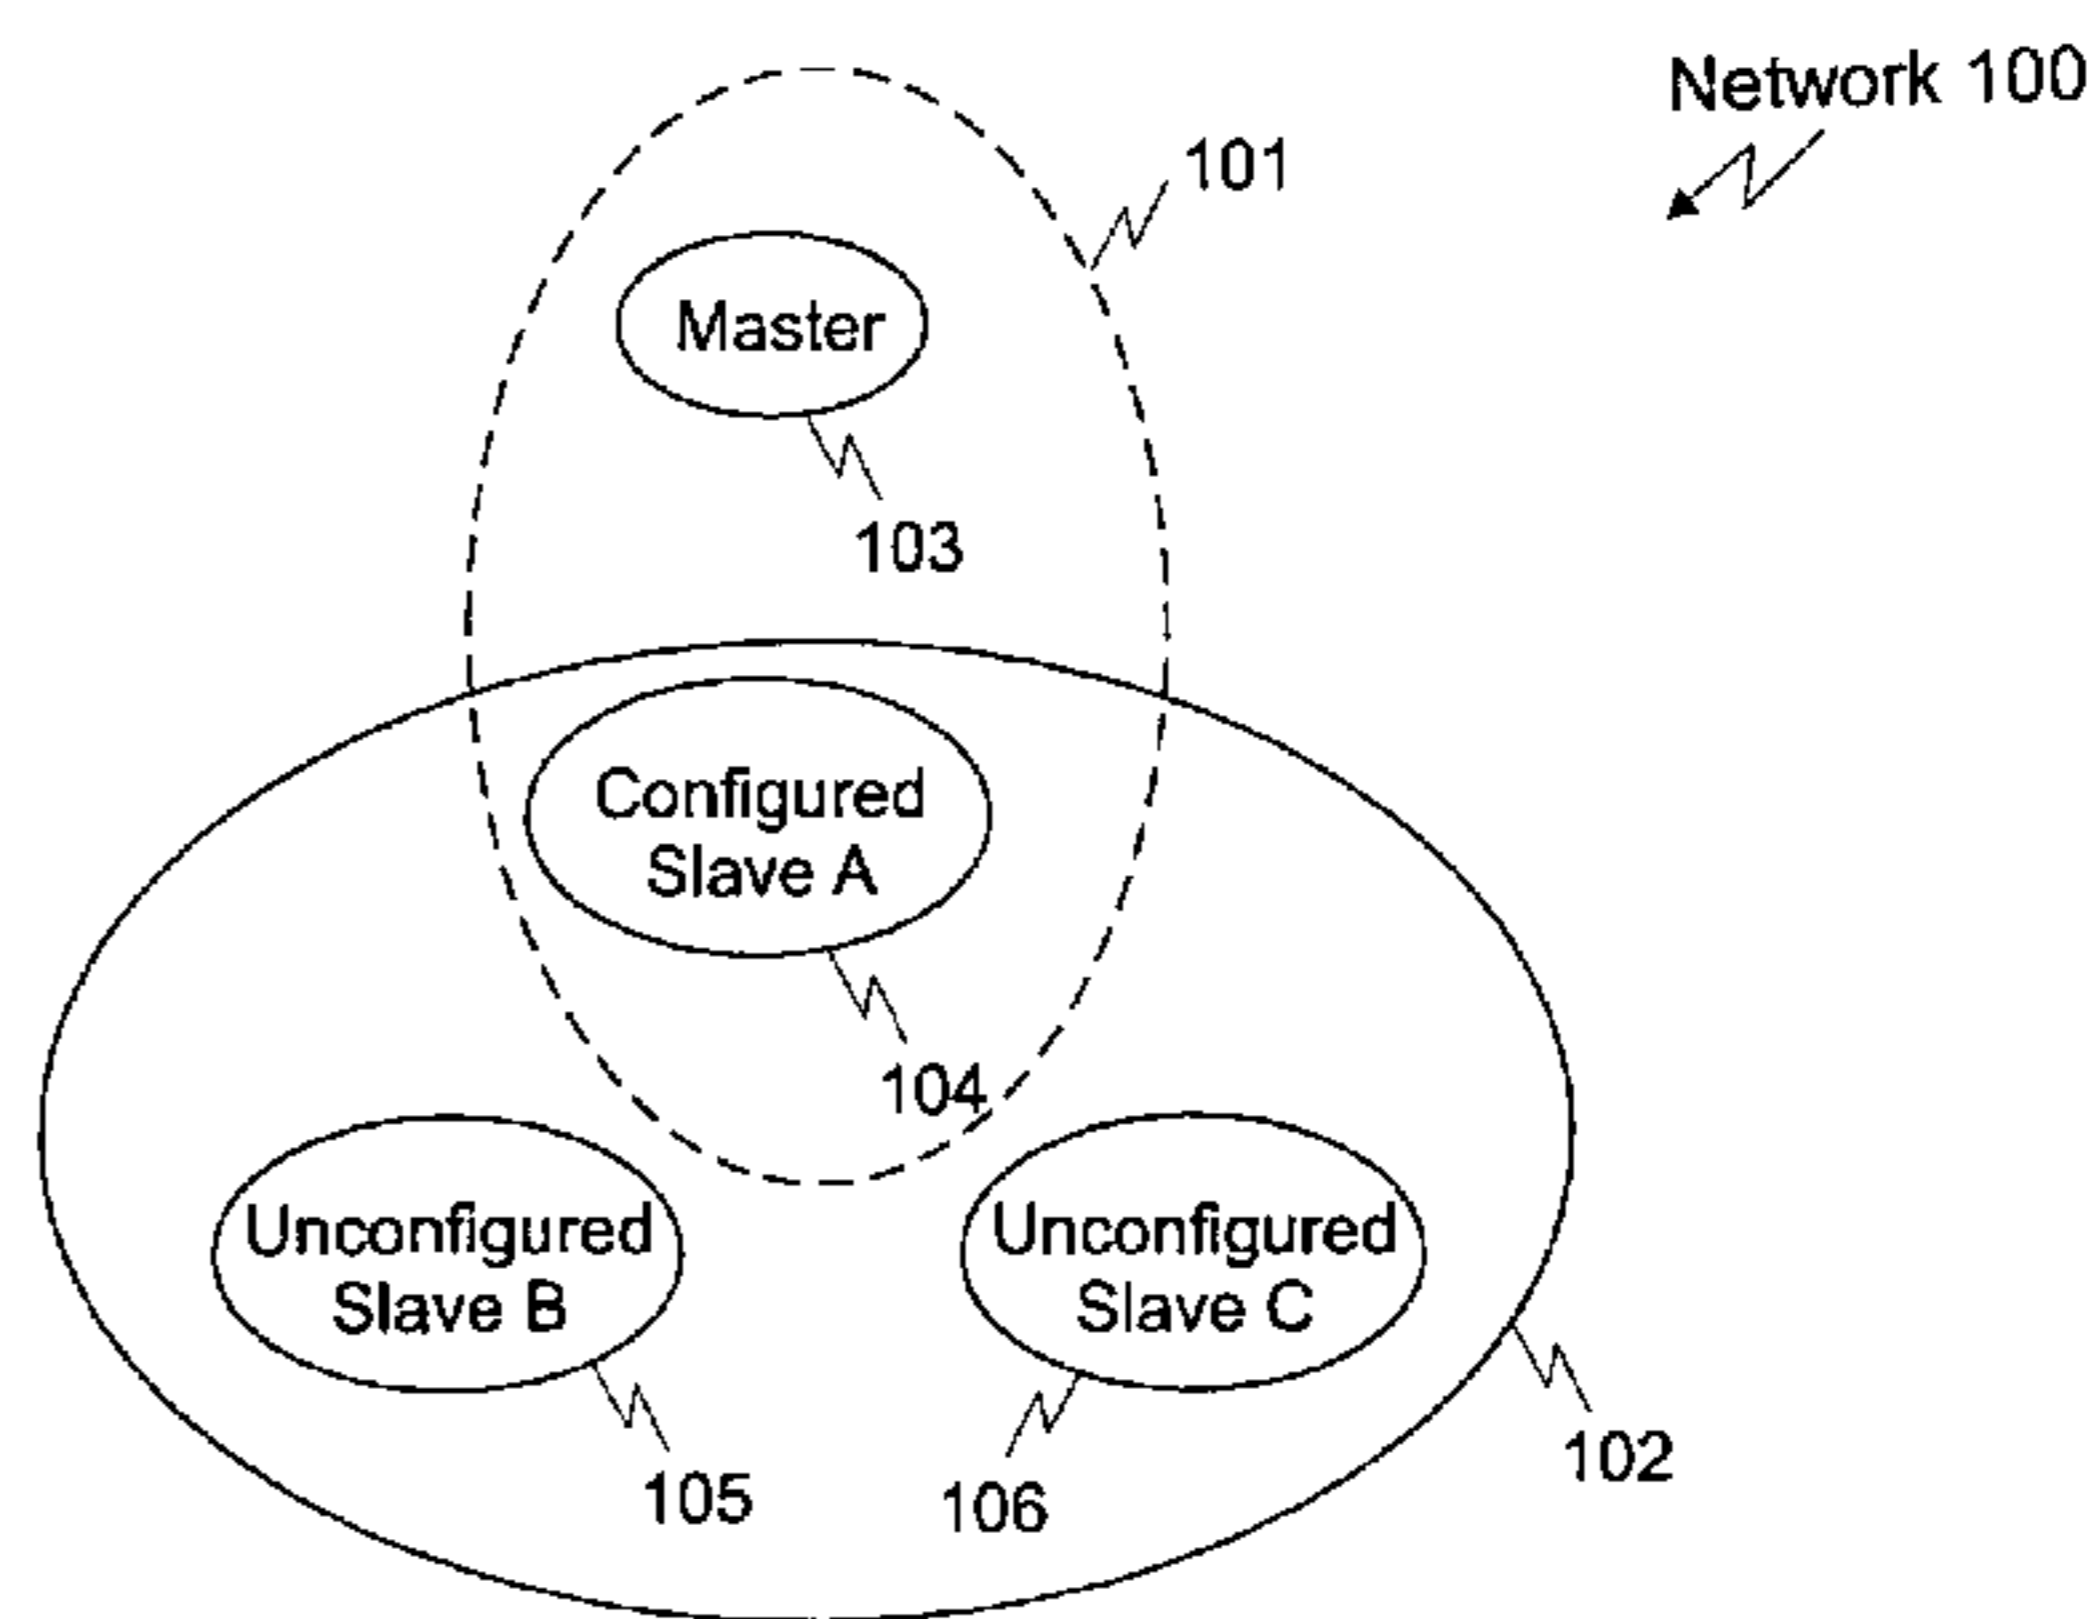 Network 100
101
Master
103
Configured
Slave A
104
Unconfigured
Slave B
Unconfigured
Slave C
102
105
106